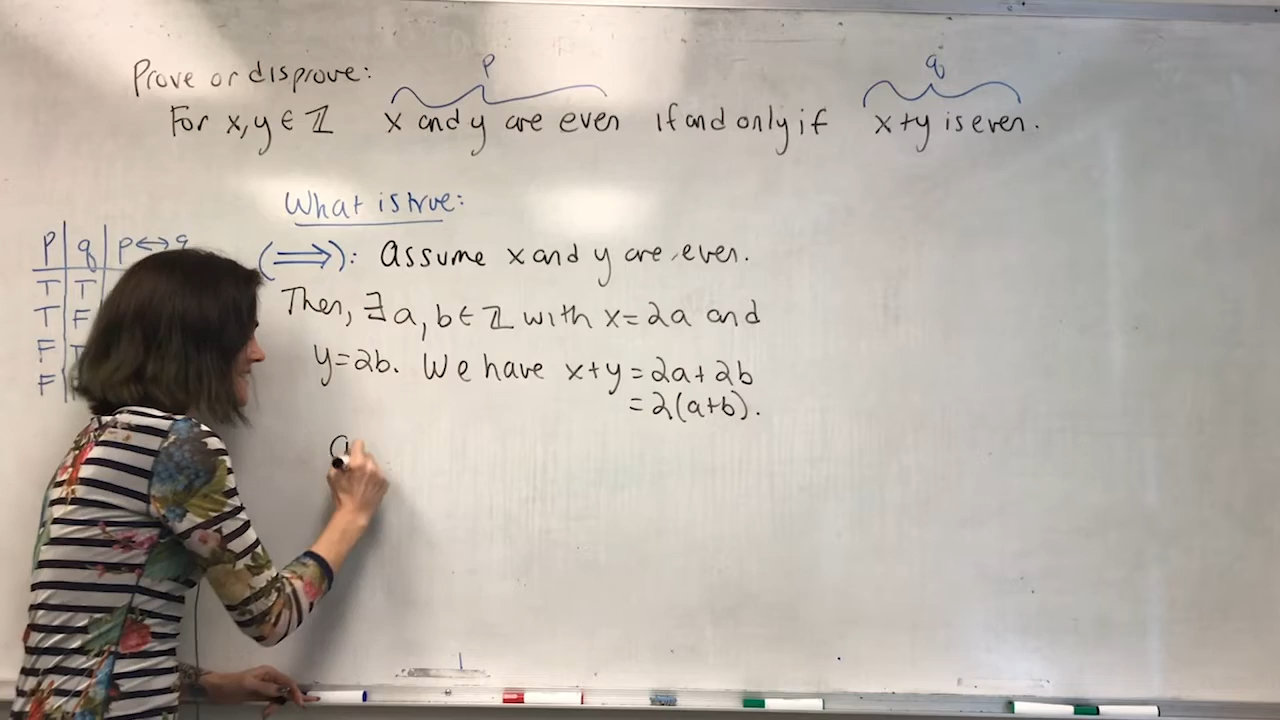 p
q
Prove or disprove:
For x,y ∈ ℤ x and y are even if and only if x+y is even.
What is true:
p q p↔q
T T
T F
F
F
(⟹): Assume x and y are even.
Then, ∃ a, b ∈ ℤ with x=2a and
y=2b. We have x+y = 2a+2b
= 2(a+b).